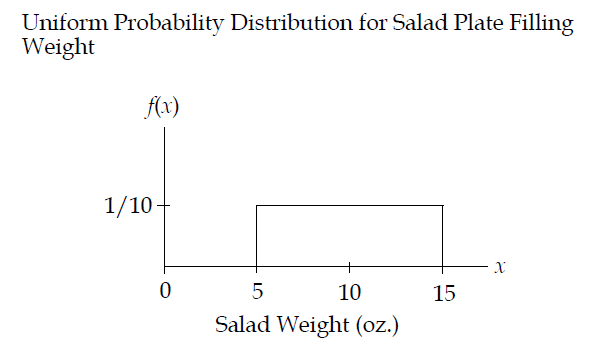 Uniform Probability Distribution for Salad Plate Filling
Weight
f(x)
1/10
x
0 5 10 15
Salad Weight (oz.)